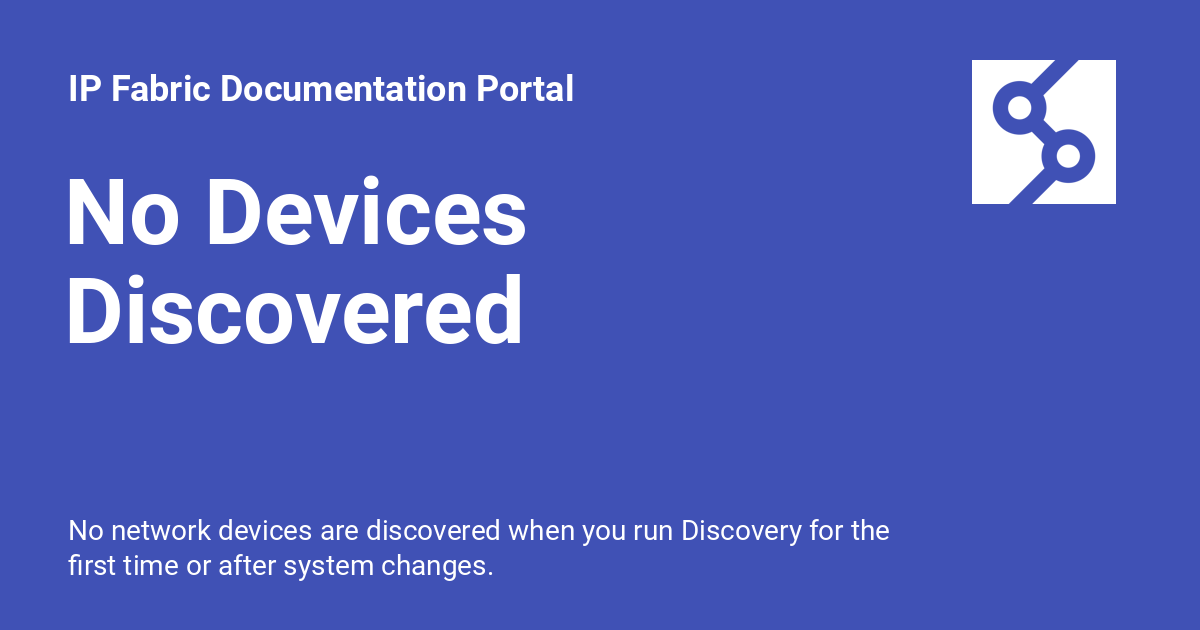 IP Fabric Documentation Portal
No Devices
Discovered
No network devices are discovered when you run Discovery for the
first time or after system changes.